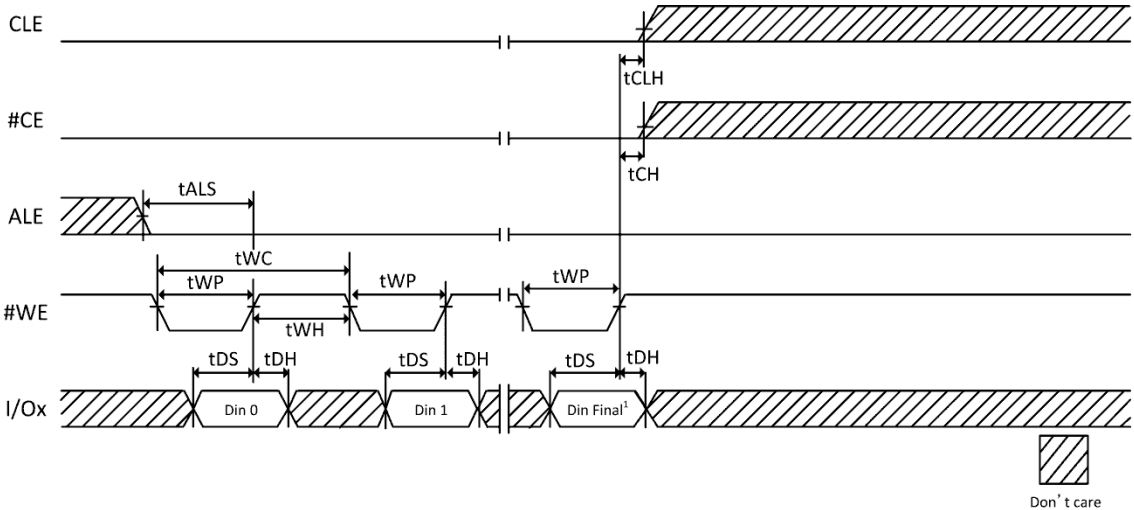 CLE
tCLH
#CE
tCH
tALS
ALE
tWC
tWP tWP tWP
#WE
tWH
tDS tDH tDS tDH tDS tDH
I/Ox Din 0 Din 1 Din Final¹
Don't care